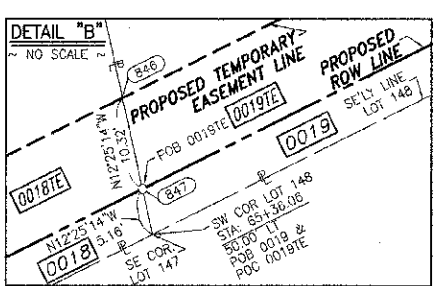 DETAIL "B"
~ NO SCALE ~
846
PROPOSED TEMPORARY
EASEMENT LINE
PROPOSED
ROW LINE
N12°25'14"W
10.32'
POB 0019TE
0019TE
0019
SE'LY LINE
LOT 148
0018TE
847
N12°25'14"W
5.16'
0018
SE COR.
LOT 147
SW COR LOT 148
STA: 65+36.06
50.00' LT
POB 0019 &
POC 0019TE